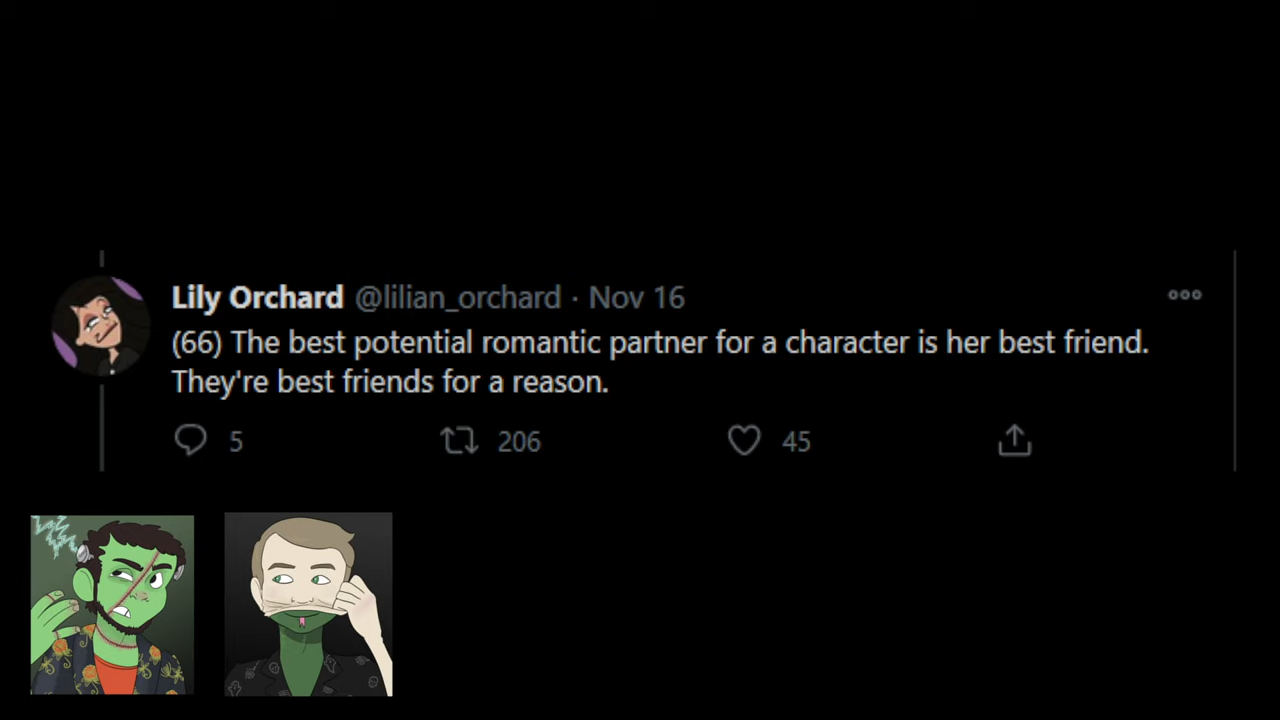 Lily Orchard @lilian_orchard · Nov 16
(66) The best potential romantic partner for a character is her best friend.
They're best friends for a reason.
5 206 45